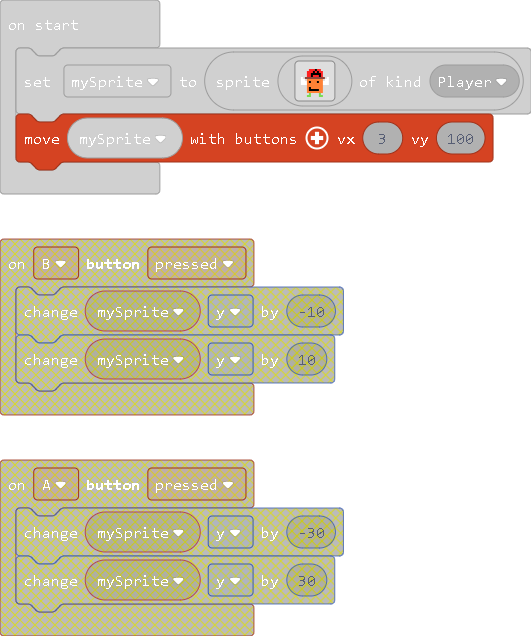 on start
set mySprite to sprite of kind Player
move mySprite with buttons vx 3 vy 100
on B button pressed
change mySprite y by -10
change mySprite y by 10
on A button pressed
change mySprite y by -30
change mySprite y by 30